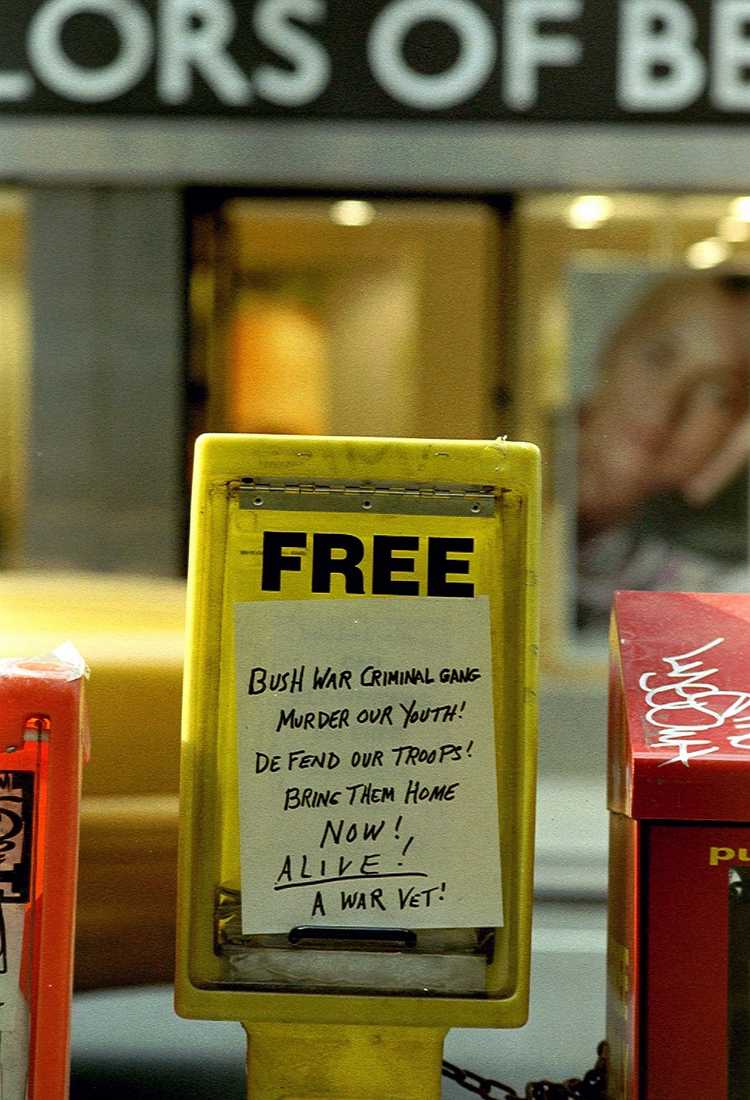 LORS OF BE
FREE
BUSH WAR CRIMINAL GANG
MURDER OUR YOUTH!
DEFEND OUR TROOPS!
BRING THEM HOME
NOW!
ALIVE!
A WAR VET!
pu